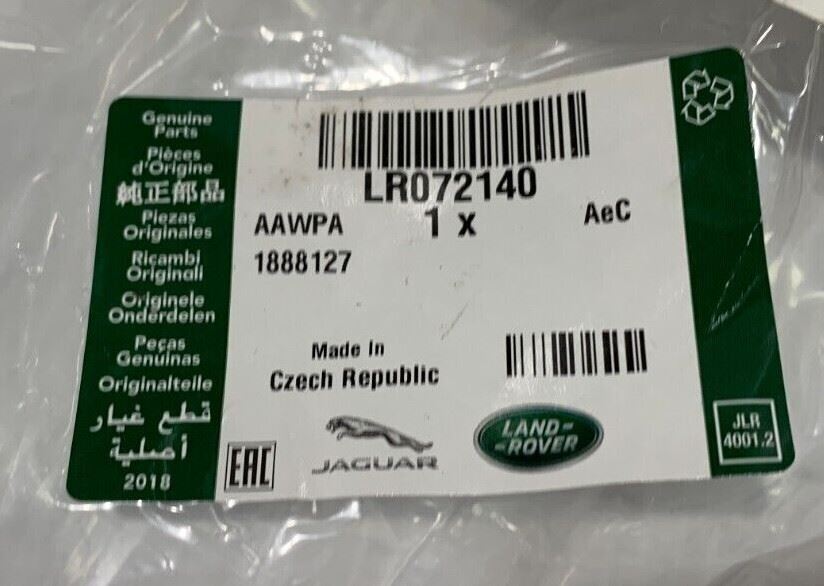 Genuine
Parts
Pièces
d'Origine
純正部品
Piezas
Originales
Ricambi
Originali
Originele
Onderdelen
Peças
Genuínas
Originalteile
قطع غيار
أصلية
2018
LR072140
AAWPA 1 x AeC
1888127
Made in
Czech Republic
EAC
JAGUAR
LAND-
-ROVER
JLR
4001.2